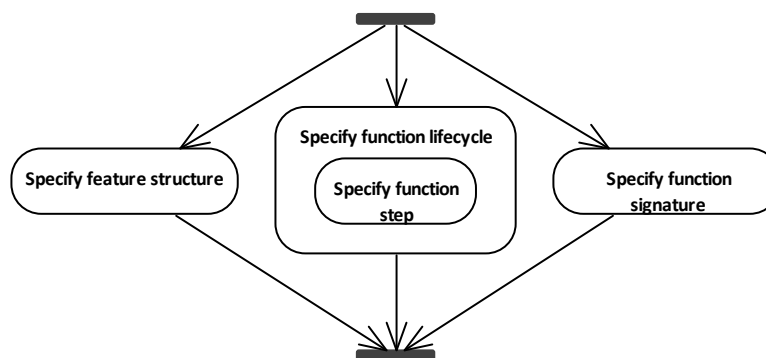 Specify function lifecycle
Specify feature structure
Specify function
step
Specify function
signature